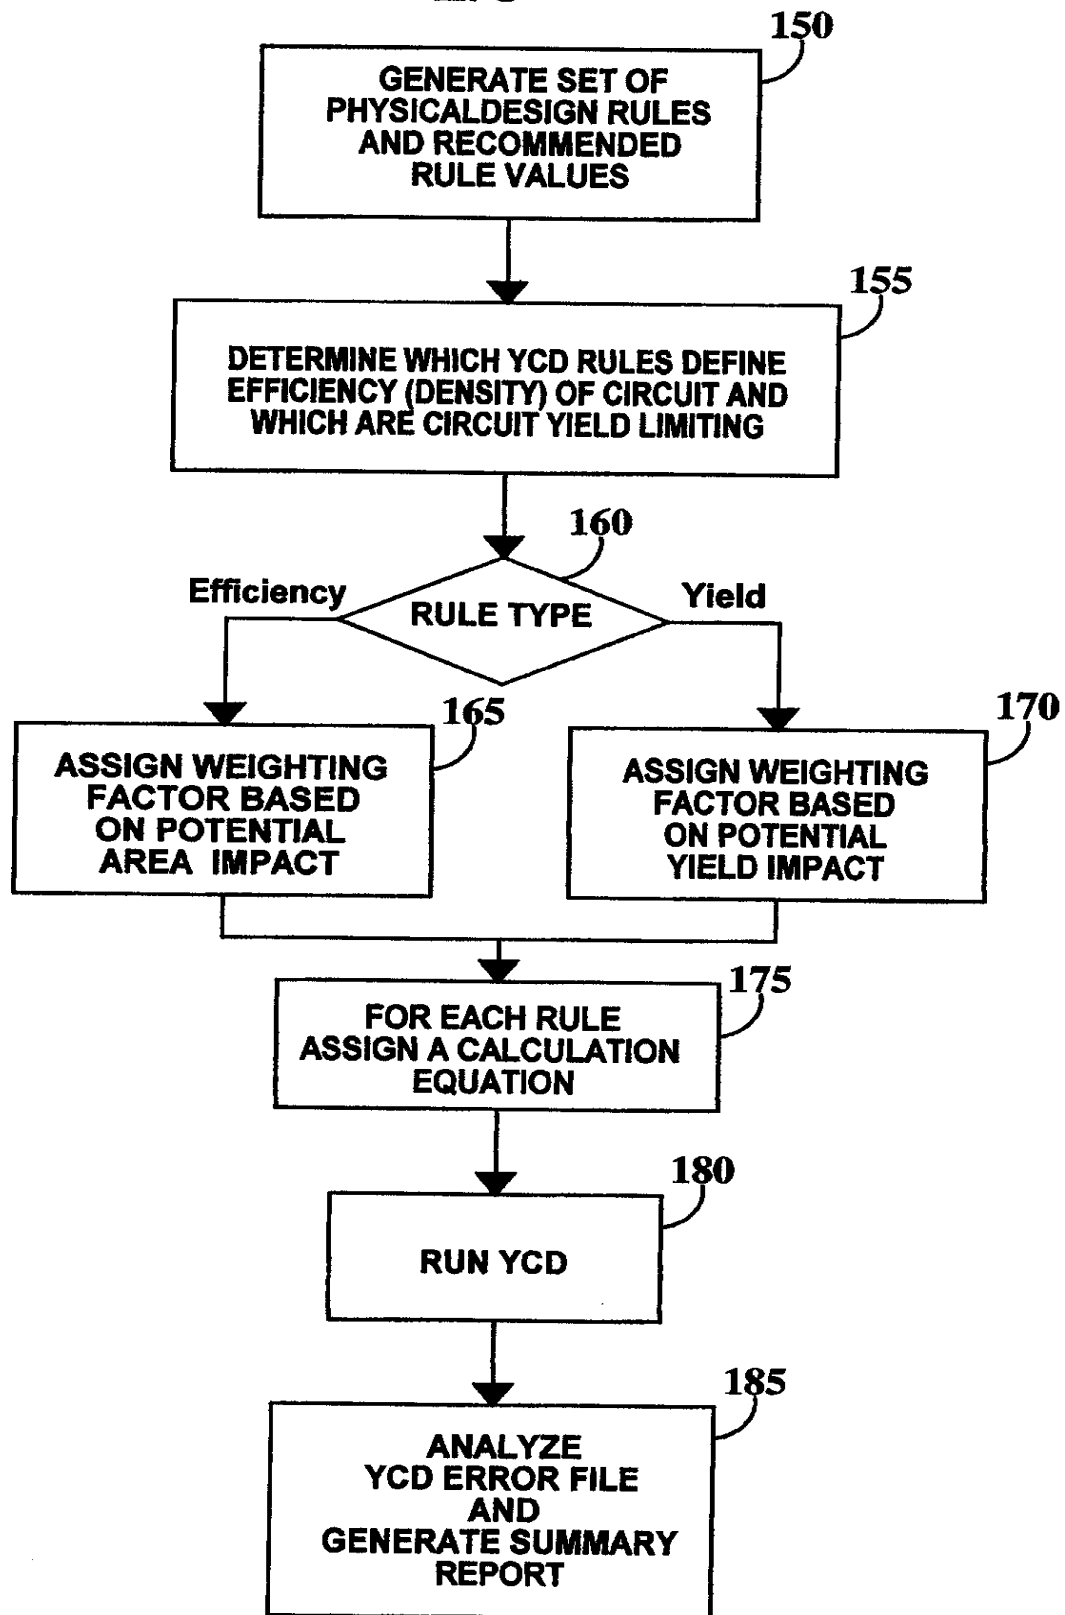 150
GENERATE SET OF
PHYSICALDESIGN RULES
AND RECOMMENDED
RULE VALUES
155
DETERMINE WHICH YCD RULES DEFINE
EFFICIENCY (DENSITY) OF CIRCUIT AND
WHICH ARE CIRCUIT YIELD LIMITING
160
Efficiency
RULE TYPE
Yield
165
ASSIGN WEIGHTING
FACTOR BASED
ON POTENTIAL
AREA IMPACT
170
ASSIGN WEIGHTING
FACTOR BASED
ON POTENTIAL
YIELD IMPACT
175
FOR EACH RULE
ASSIGN A CALCULATION
EQUATION
180
RUN YCD
185
ANALYZE
YCD ERROR FILE
AND
GENERATE SUMMARY
REPORT